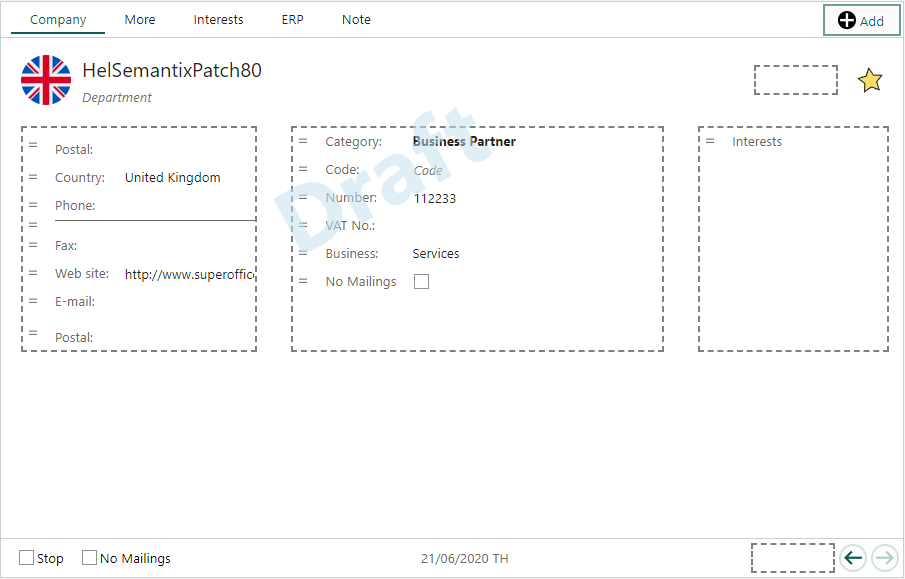 Company More Interests ERP Note
Add
HelSemantixPatch80
Department
Postal:
Country: United Kingdom
Phone:
Fax:
Web site: http://www.superoffice
E-mail:
Postal:
Category: Business Partner
Code: Code
Number: 112233
VAT No.:
Business: Services
No Mailings
Interests
Draft
Stop No Mailings 21/06/2020 TH